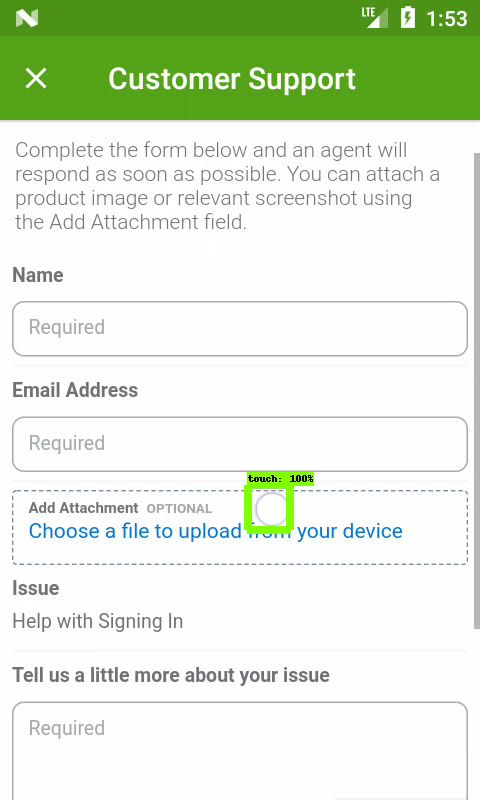 LTE 1:53
Customer Support
Complete the form below and an agent will
respond as soon as possible. You can attach a
product image or relevant screenshot using
the Add Attachment field.
Name
Required
Email Address
Required
touch: 100%
Add Attachment OPTIONAL
Choose a file to upload from your device
Issue
Help with Signing In
Tell us a little more about your issue
Required